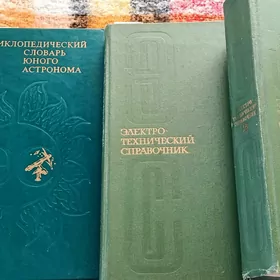 ИКЛОПЕДИЧЕСКИЙ
СЛОВАРЬ
ЮНОГО
АСТРОНОМА
ЭЛЕКТРО-
ТЕХНИЧЕСКИЙ
СПРАВОЧНИК